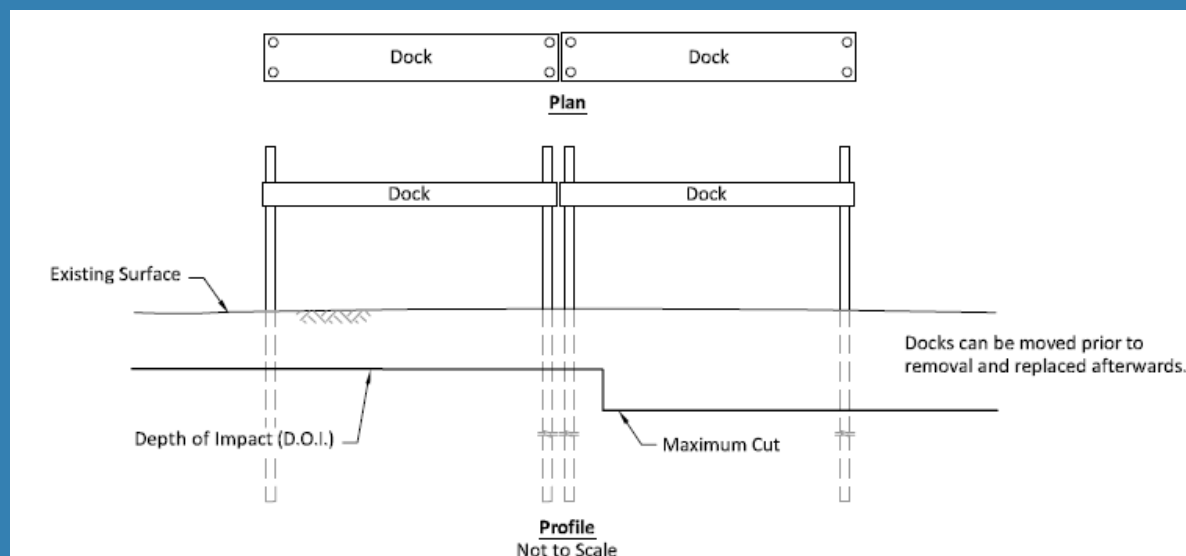 Dock
Dock
Plan
Dock
Dock
Existing Surface
Docks can be moved prior to
removal and replaced afterwards.
Depth of Impact (D.O.I.)
Maximum Cut
Profile
Not to Scale